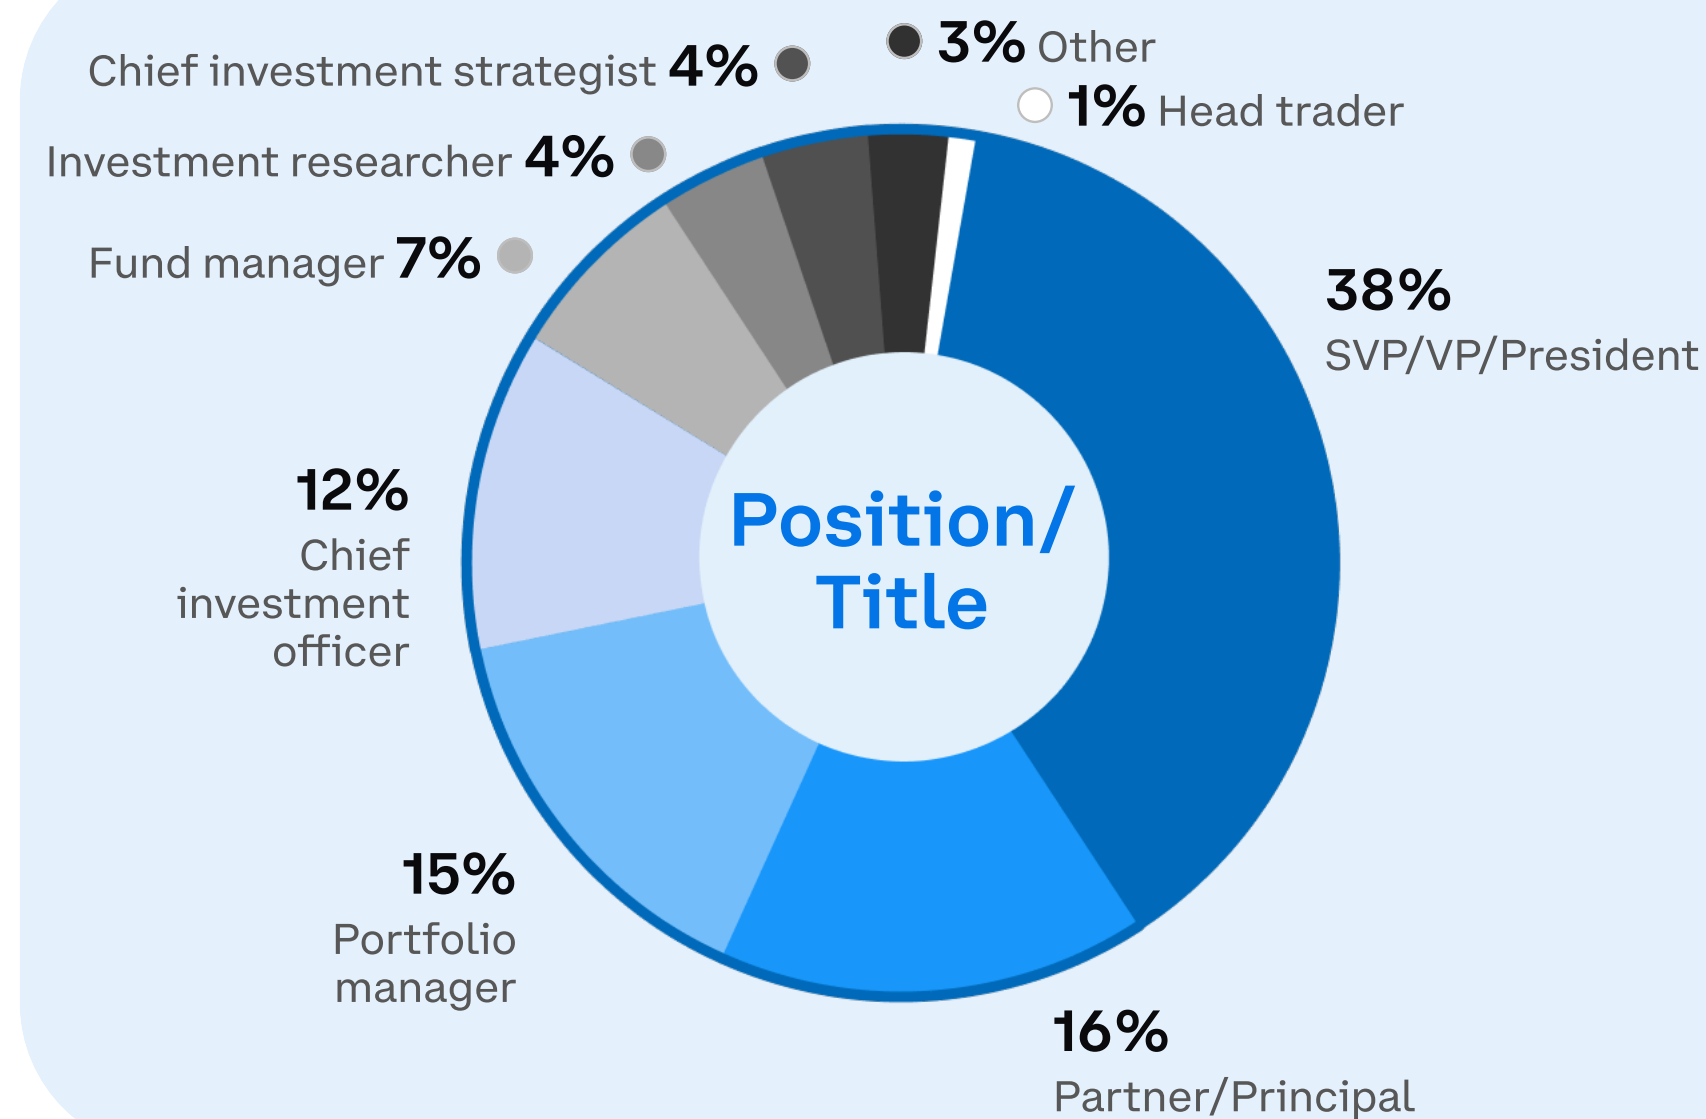 Chief investment strategist 4%
3% Other
1% Head trader
Investment researcher 4%
Fund manager 7%
38%
SVP/VP/President
12%
Chief
investment
officer
Position/
Title
15%
Portfolio
manager
16%
Partner/Principal